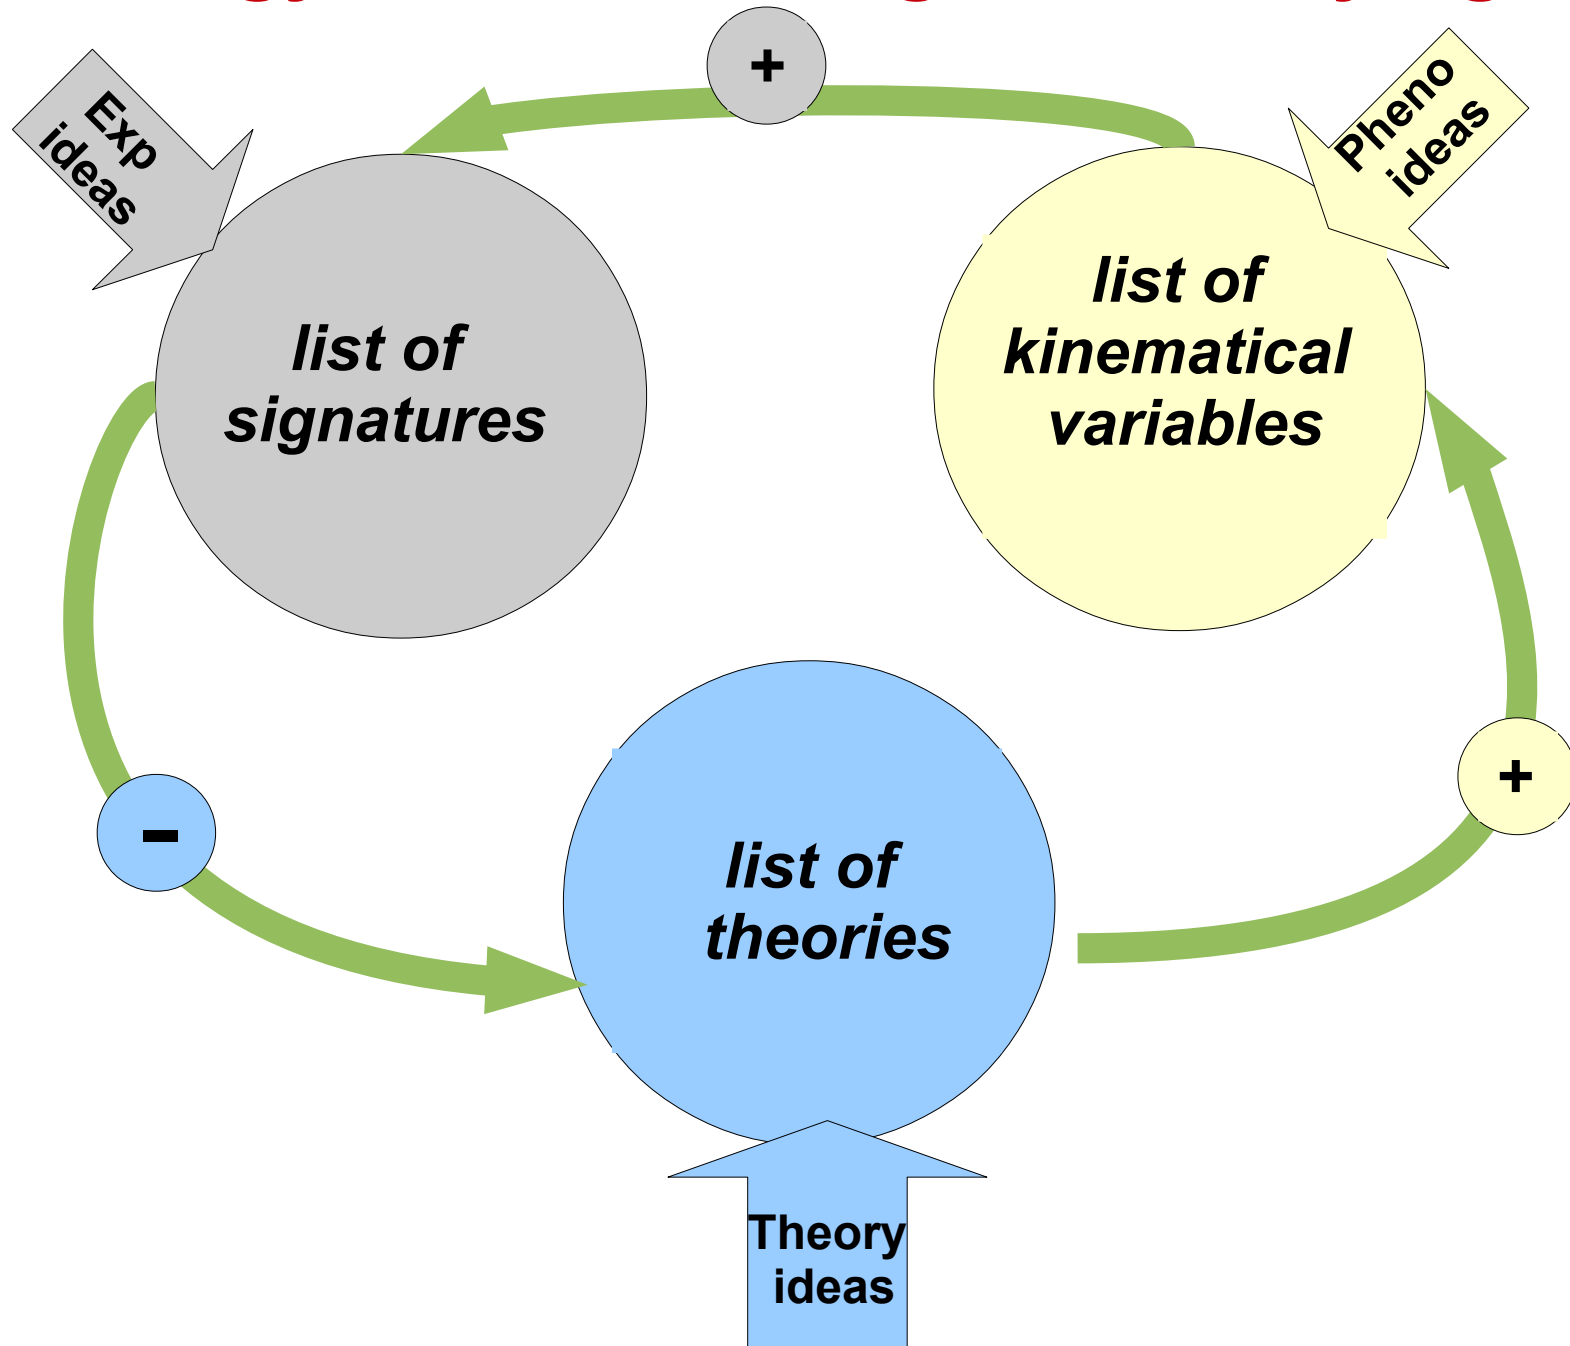 +
Exp
ideas
Pheno
ideas
list of
signatures
list of
kinematical
variables
+
–
list of
theories
Theory
ideas